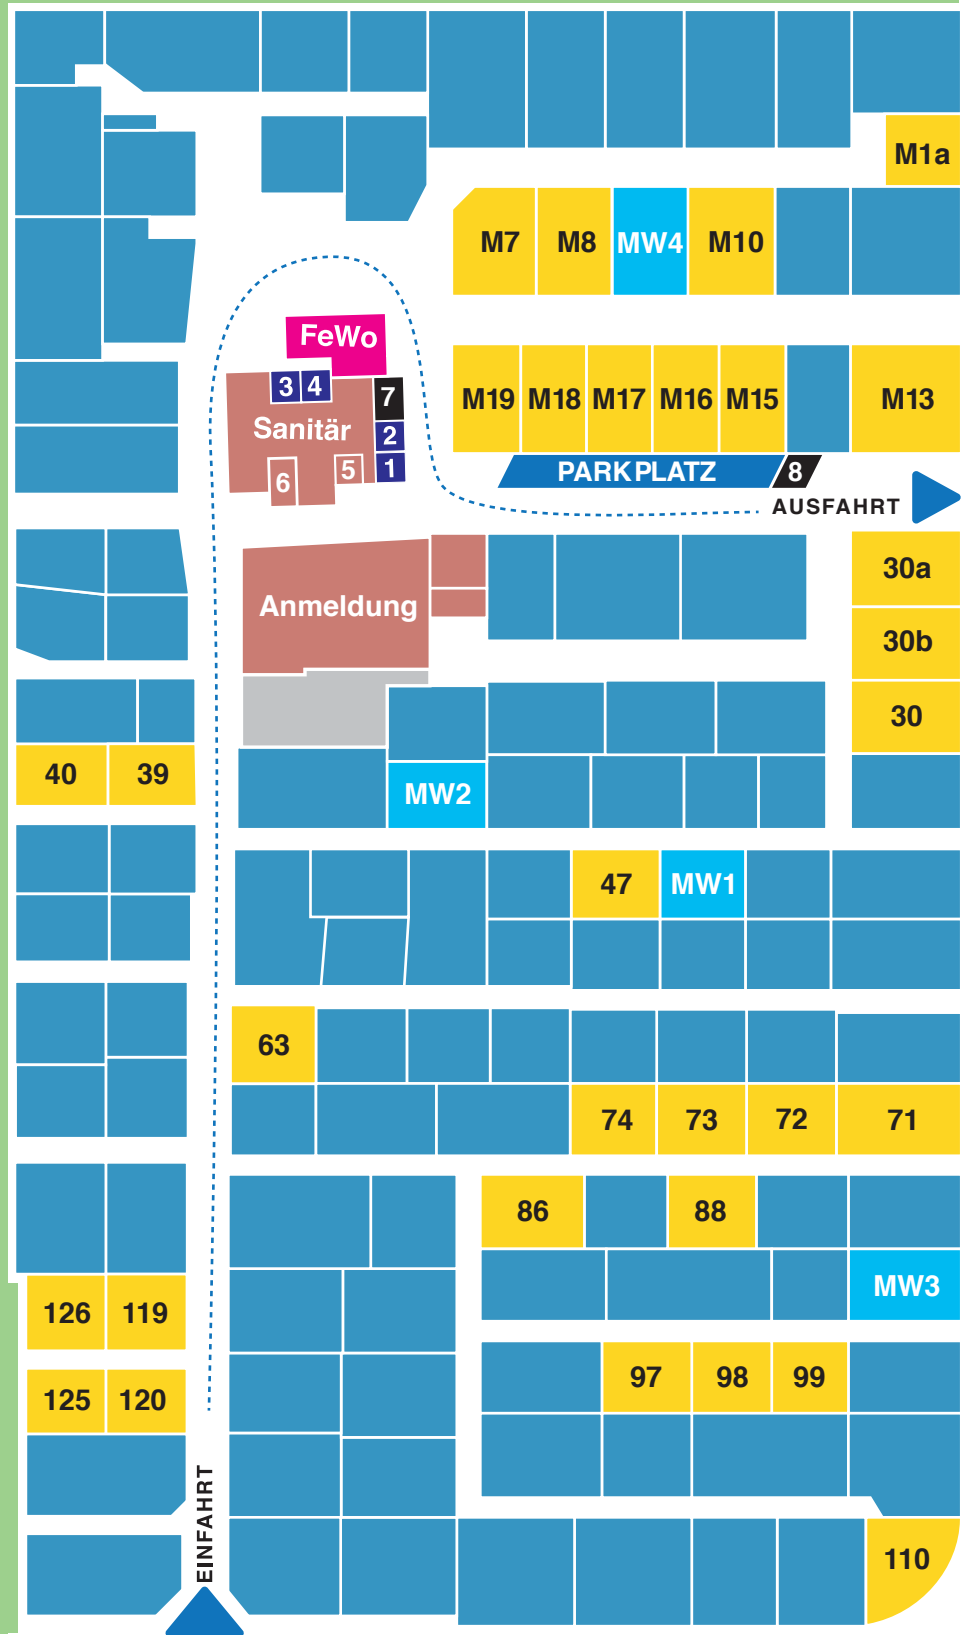 M1a
M7 M8 MW4 M10
FeWo
3 4 7
Sanitär
2
5 1
6
M19 M18 M17 M16 M15 M13
PARKPLATZ 8
AUSFAHRT
30a
Anmeldung
30b
30
40 39
MW2
47 MW1
63
74 73 72 71
86 88
MW3
126 119
97 98 99
125 120
EINFAHRT
110